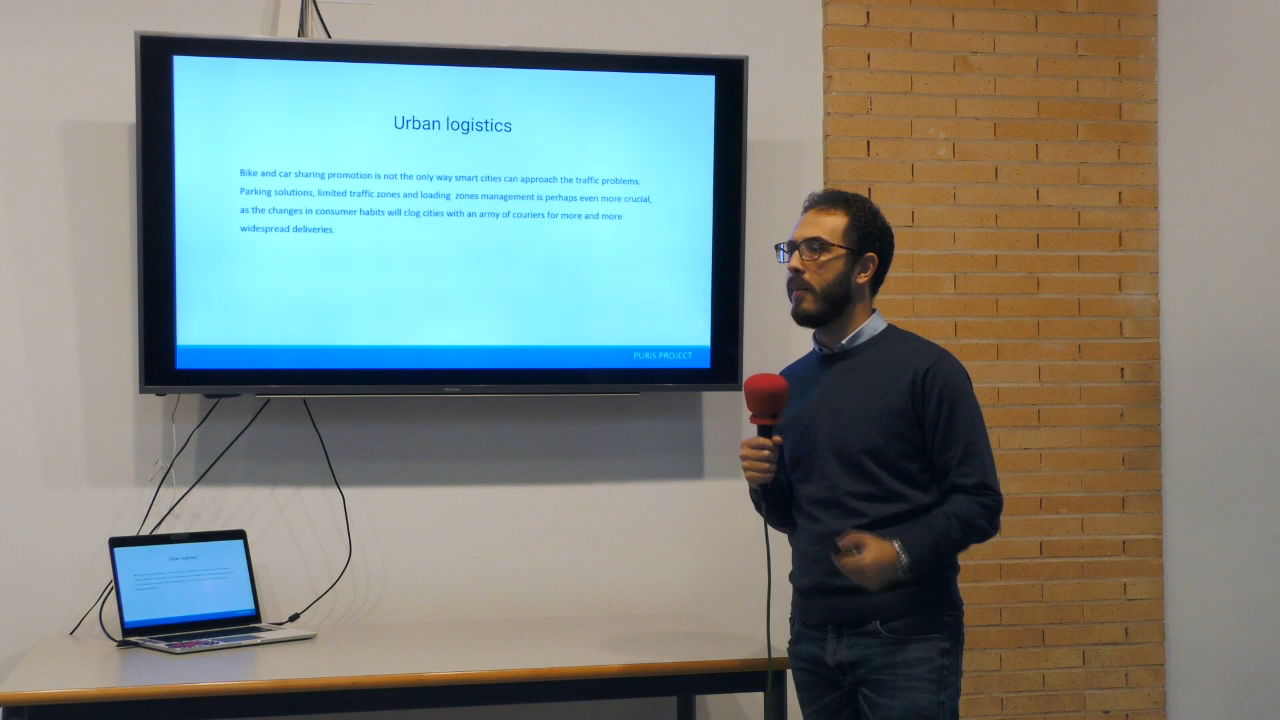 Urban logistics
Bike and car sharing promotion is not the only way smart cities can approach the traffic problems.
Parking solutions, limited traffic zones and loading zones management is perhaps even more crucial,
as the changes in consumer habits will clog cities with an army of couriers for more and more
widespread deliveries.
PURIS PROJECT
Urban logistics